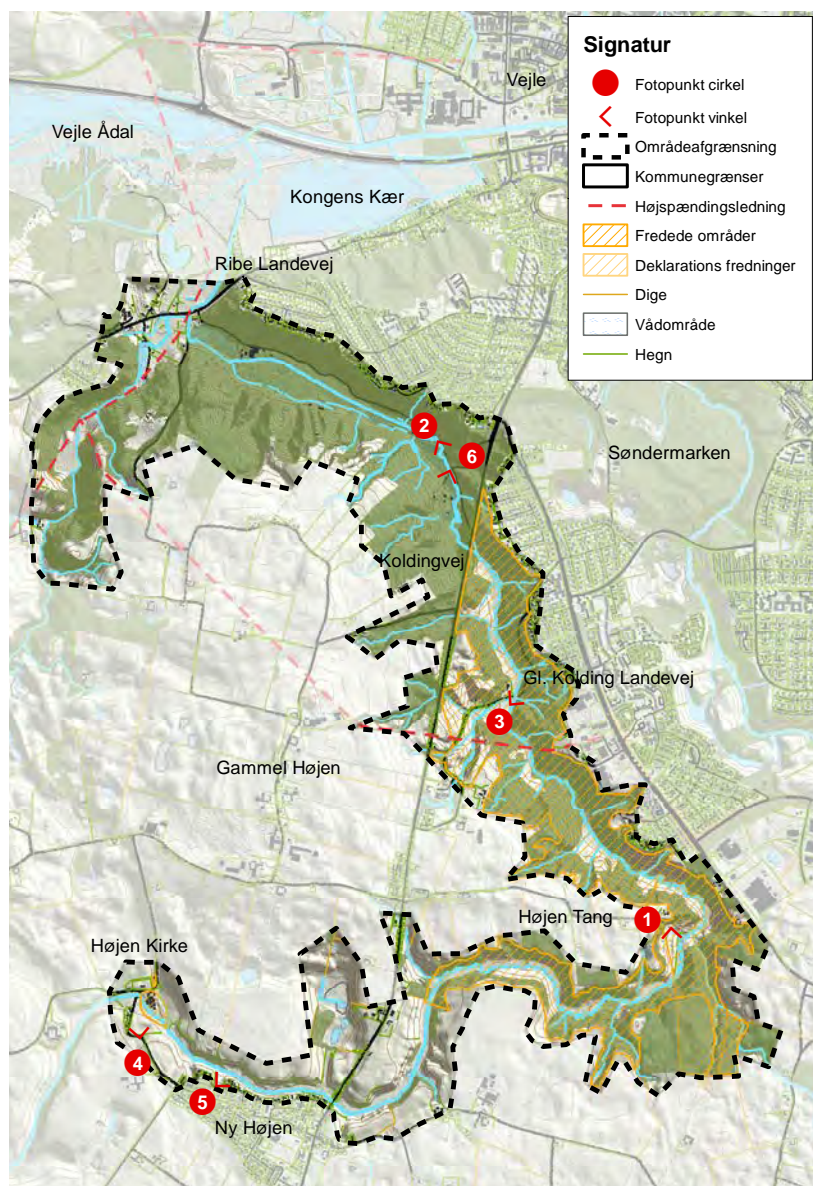 Signatur
Fotopunkt cirkel
Fotopunkt vinkel
Områdeafgrænsning
Kommunegrænser
Højspændingsledning
Fredede områder
Deklarations fredninger
Dige
Vådområde
Hegn
Vejle
Vejle Ådal
Kongens Kær
Ribe Landevej
2
6
Søndermarken
Koldingvej
Gl. Kolding Landevej
3
Gammel Højen
Højen Tang
1
Højen Kirke
4
5
Ny Højen